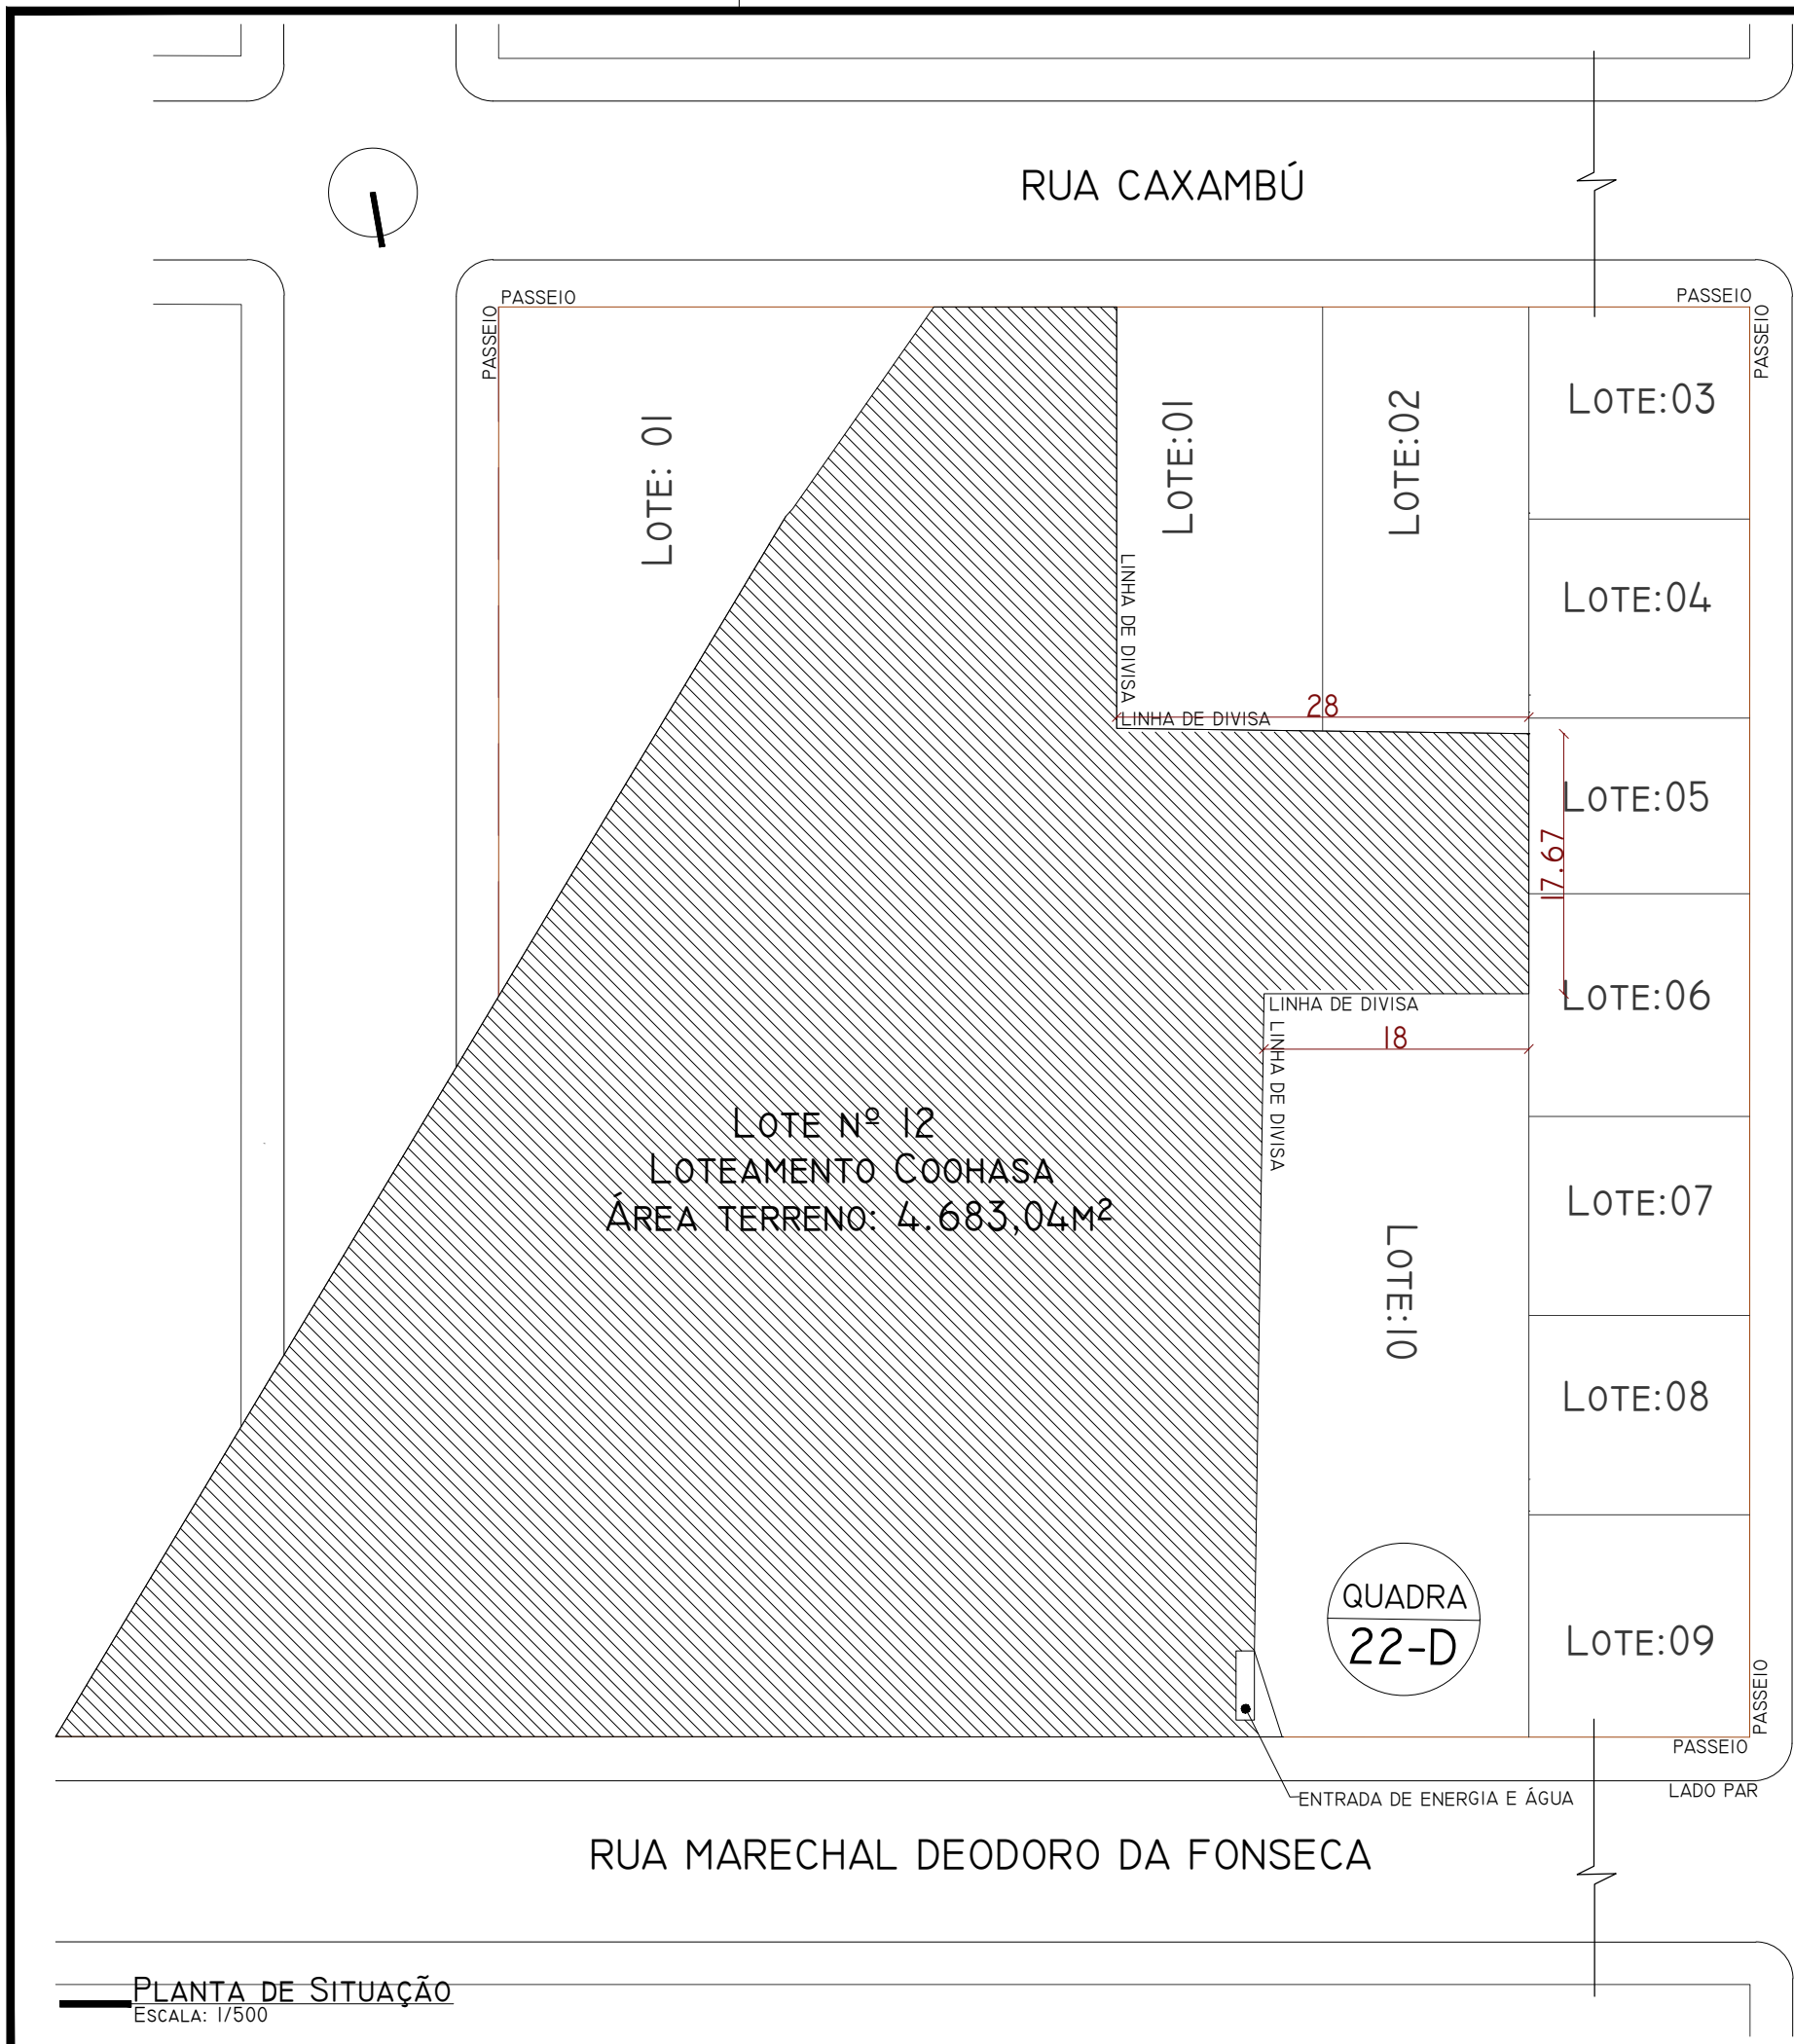 RUA CAXAMBÚ
PASSEIO
PASSEIO
PASSEIO
PASSEIO
LOTE: 01
LOTE:01
LOTE:02
LOTE:03
LOTE:04
LINHA DE DIVISA
LINHA DE DIVISA
28
LOTE:05
17.67
LOTE:06
LINHA DE DIVISA
18
LINHA DE DIVISA
LOTE Nº 12
LOTEAMENTO COOHASA
ÁREA TERRENO: 4.683,04M²
LOTE:07
LOTE:10
LOTE:08
QUADRA
22-D
LOTE:09
PASSEIO
PASSEIO
LADO PAR
ENTRADA DE ENERGIA E ÁGUA
RUA MARECHAL DEODORO DA FONSECA
PLANTA DE SITUAÇÃO
ESCALA: 1/500